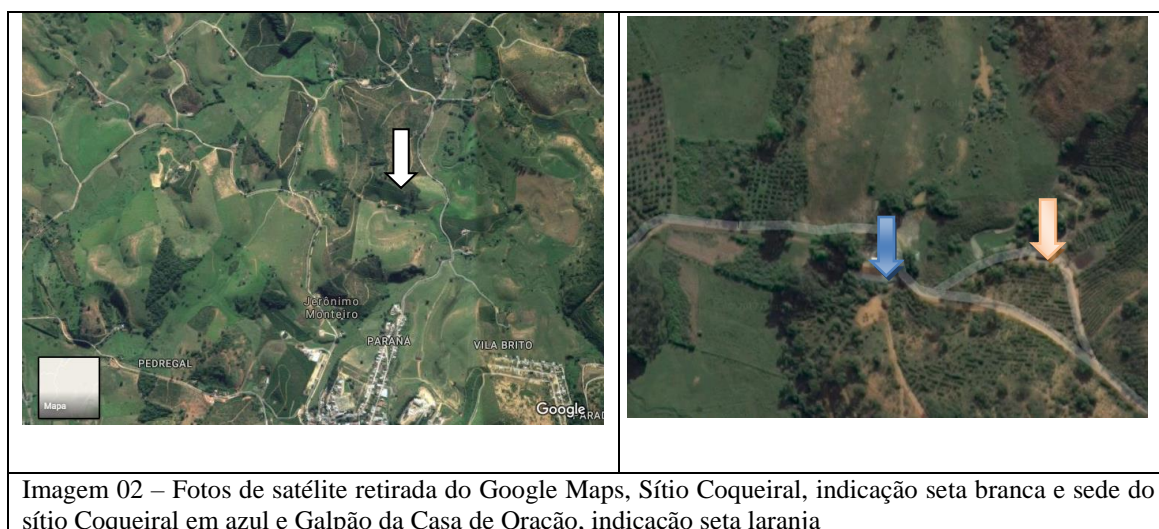 Jerônimo
Monteiro
PARANÁ
VILA BRITO
PEDREGAL
Mapa
Google
PARAD
Imagem 02 – Fotos de satélite retirada do Google Maps, Sítio Coqueiral, indicação seta branca e sede do
sítio Coqueiral em azul e Galpão da Casa de Oração, indicação seta laranja